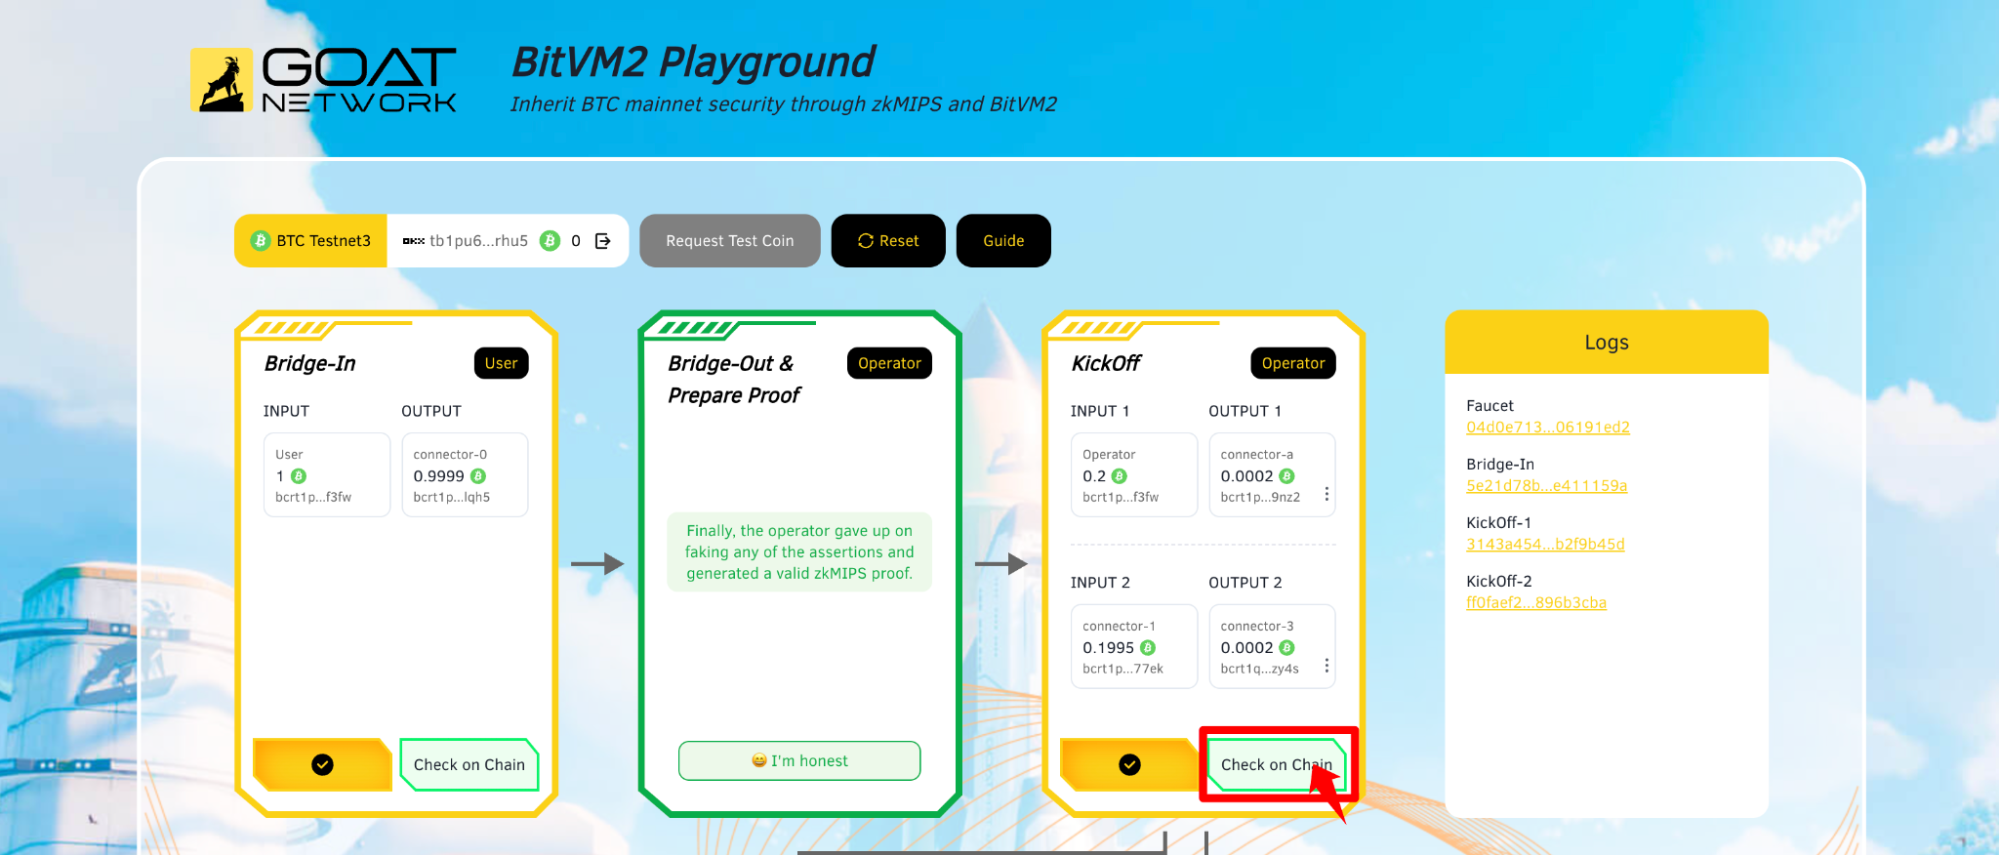 GOAT
NETWORK
BitVM2 Playground
Inherit BTC mainnet security through zkMIPS and BitVM2
BTC Testnet3
OKX tb1pu6...rhu5 0
Request Test Coin
Reset
Guide
Bridge-In
User
INPUT
OUTPUT
User
1
bcrt1p...f3fw
connector-0
0.9999
bcrt1p...lqh5
Check on Chain
Bridge-Out &
Prepare Proof
Operator
Finally, the operator gave up on
faking any of the assertions and
generated a valid zkMIPS proof.
😀 I'm honest
KickOff
Operator
INPUT 1
OUTPUT 1
Operator
0.2
bcrt1p...f3fw
connector-a
0.0002
bcrt1p...9nz2
INPUT 2
OUTPUT 2
connector-1
0.1995
bcrt1p...77ek
connector-3
0.0002
bcrt1q...zy4s
Check on Chain
Logs
Faucet
04d0e713...06191ed2
Bridge-In
5e21d78b...e411159a
KickOff-1
3143a454...b2f9b45d
KickOff-2
ff0faef2...896b3cba